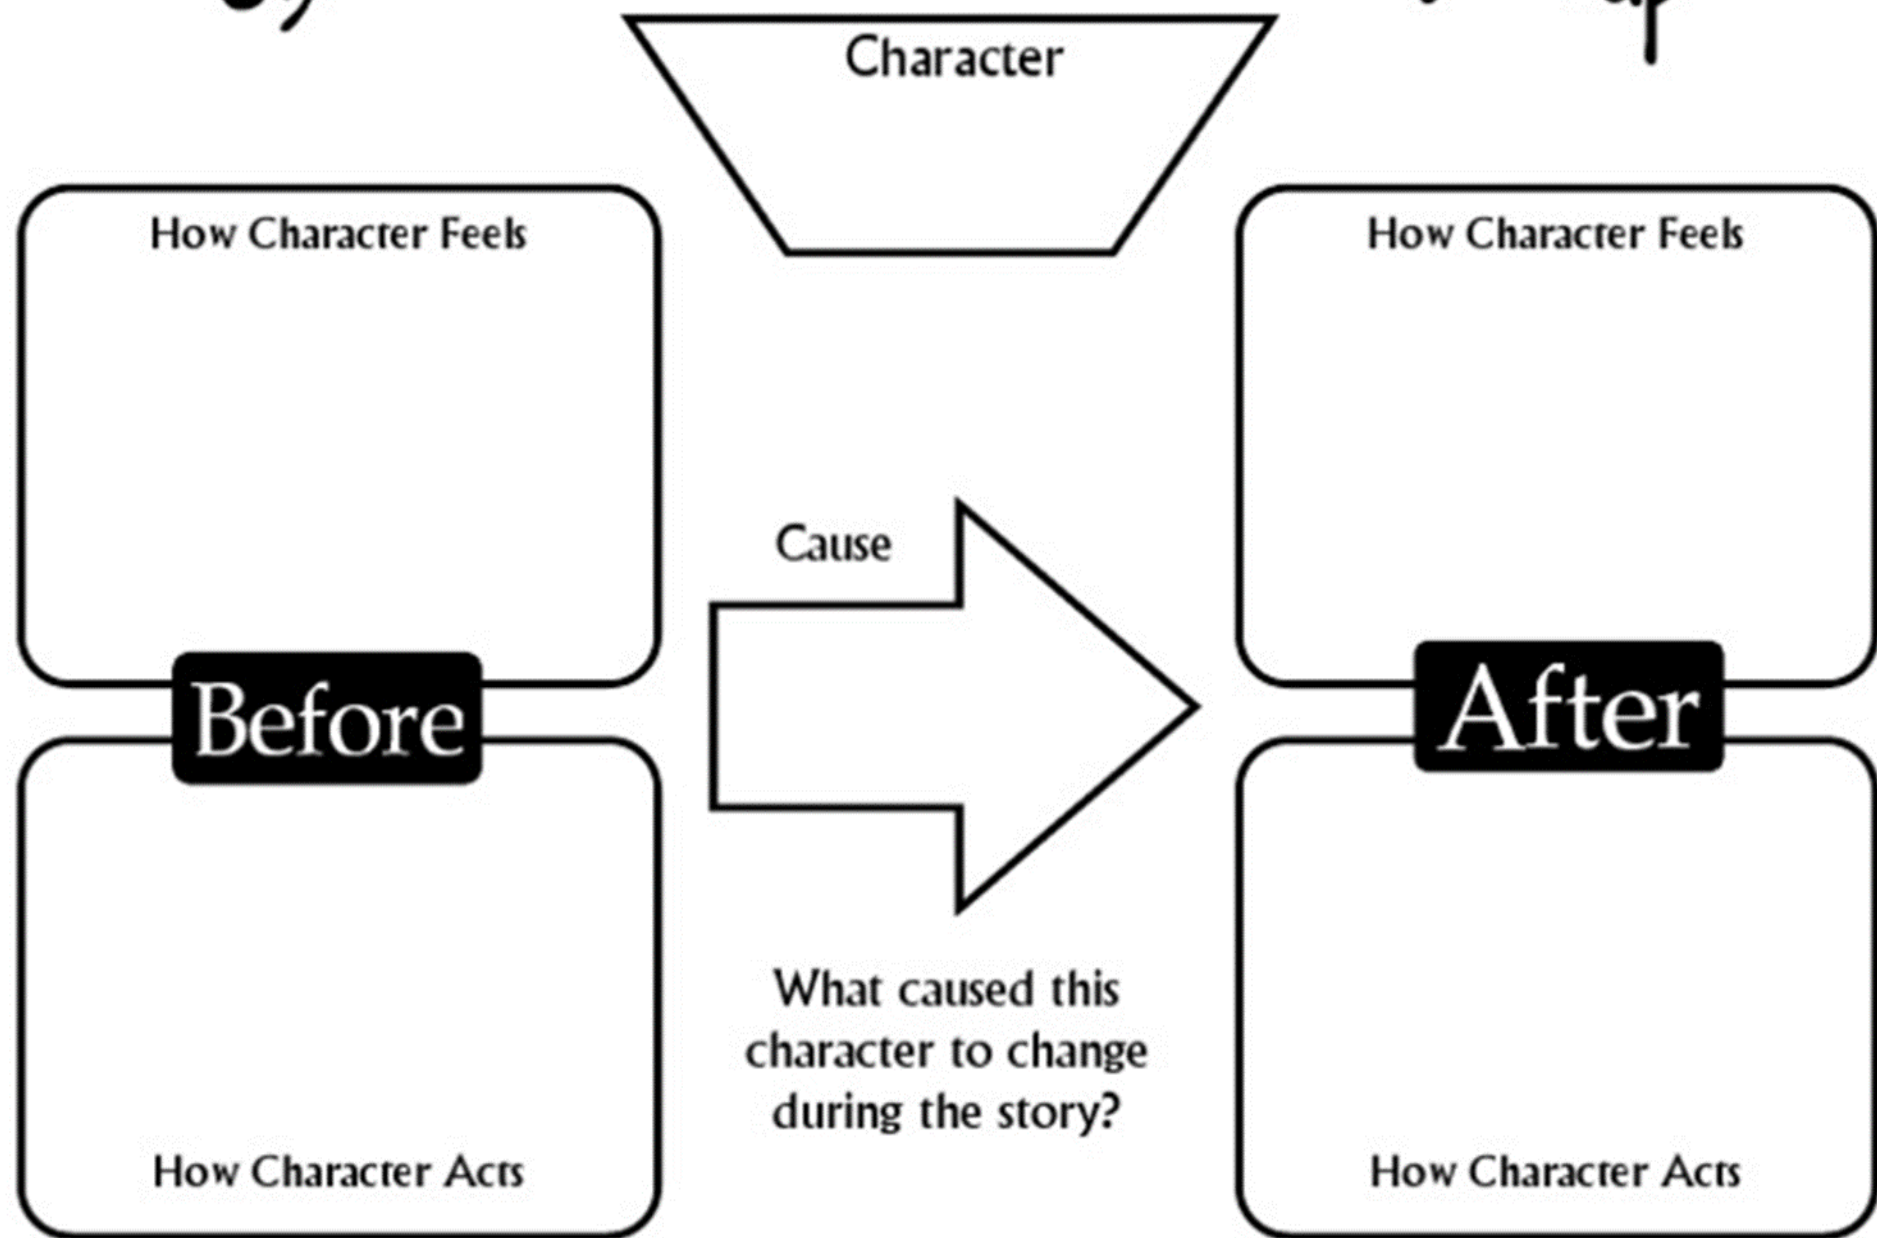 Character
How Character Feels
How Character Feels
Cause
Before
After
What caused this
character to change
during the story?
How Character Acts
How Character Acts